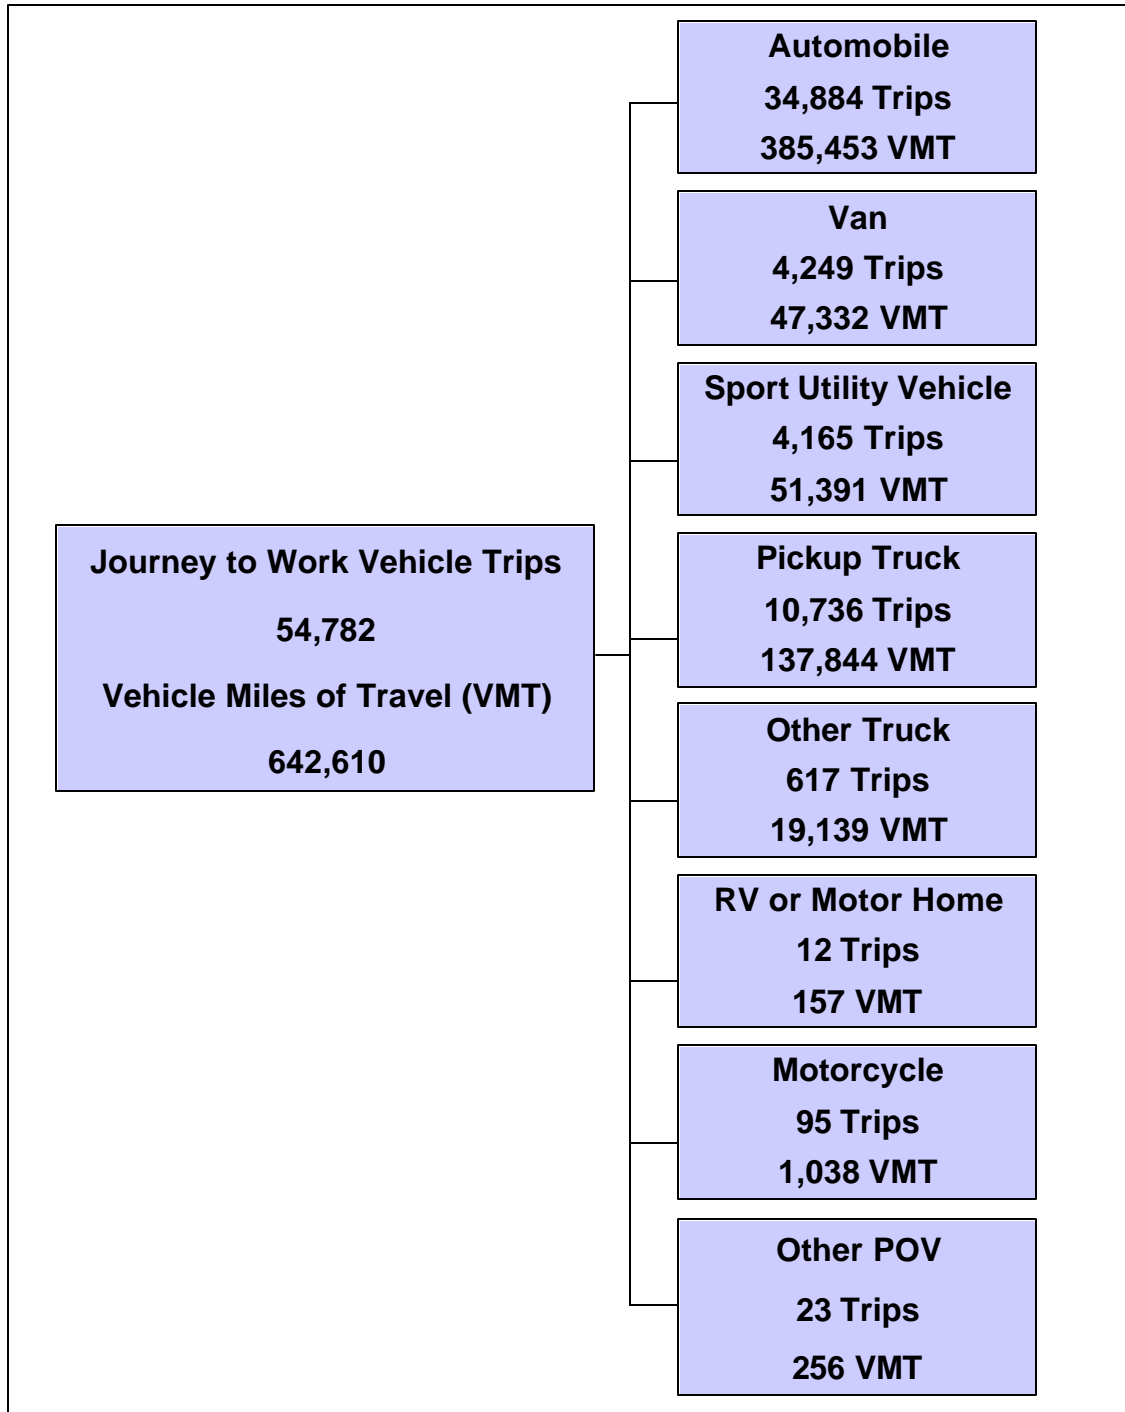 Journey to Work Vehicle Trips
54,782
Vehicle Miles of Travel (VMT)
642,610
Automobile
34,884 Trips
385,453 VMT
Van
4,249 Trips
47,332 VMT
Sport Utility Vehicle
4,165 Trips
51,391 VMT
Pickup Truck
10,736 Trips
137,844 VMT
Other Truck
617 Trips
19,139 VMT
RV or Motor Home
12 Trips
157 VMT
Motorcycle
95 Trips
1,038 VMT
Other POV
23 Trips
256 VMT